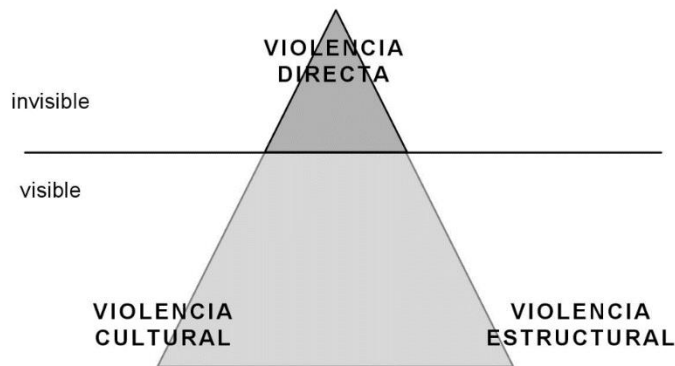 VIOLENCIA
DIRECTA
invisible
visible
VIOLENCIA
CULTURAL
VIOLENCIA
ESTRUCTURAL